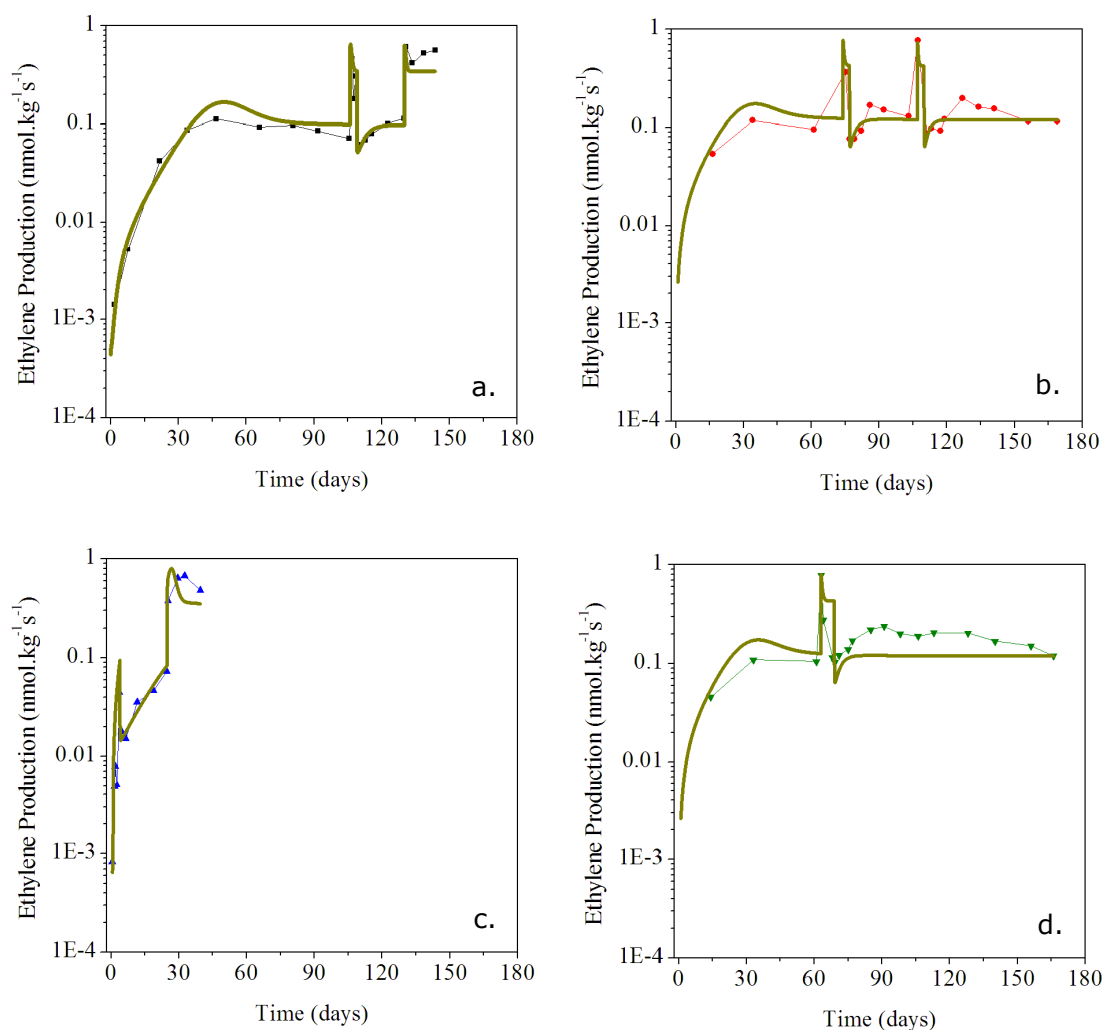 Ethylene Production (nmol.kg⁻¹s⁻¹)
1
0.1
0.01
1E-3
1E-4
a.
0 30 60 90 120 150 180
Time (days)
Ethylene Production (nmol.kg⁻¹s⁻¹)
1
0.1
0.01
1E-3
1E-4
b.
0 30 60 90 120 150 180
Time (days)
Ethylene Production (nmol.kg⁻¹s⁻¹)
1
0.1
0.01
1E-3
1E-4
c.
0 30 60 90 120 150 180
Time (days)
Ethylene Production (nmol.kg⁻¹s⁻¹)
1
0.1
0.01
1E-3
1E-4
d.
0 30 60 90 120 150 180
Time (days)